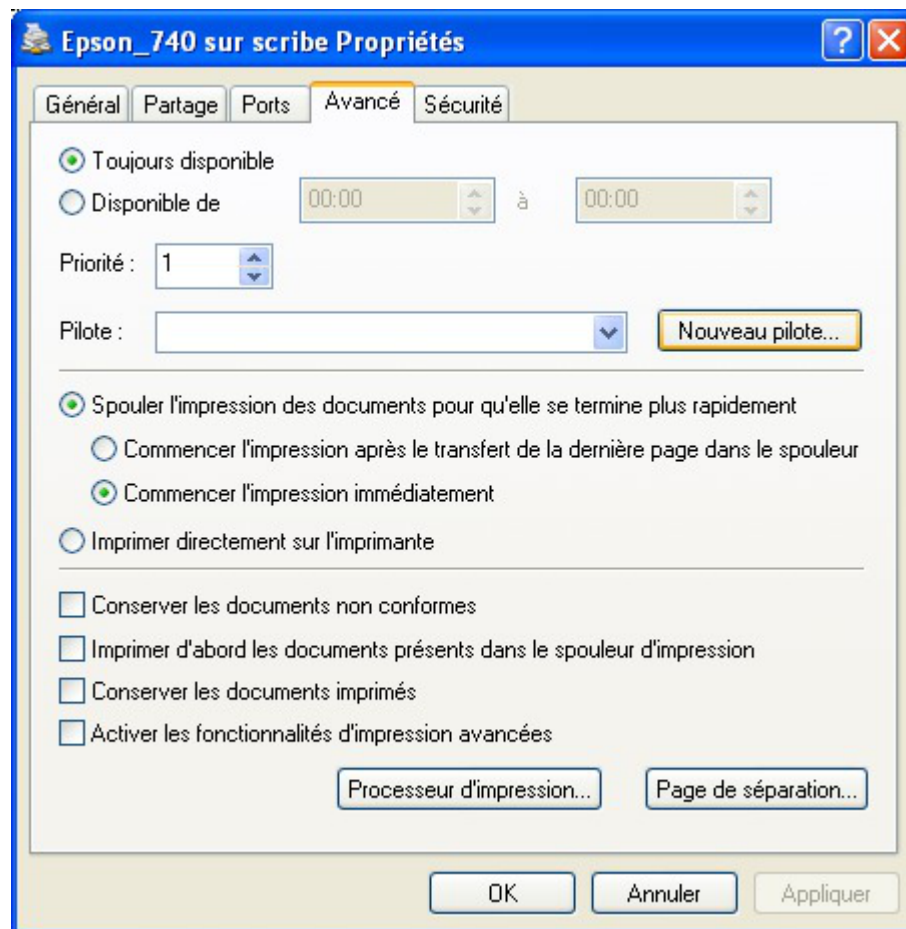 Epson_740 sur scribe Propriétés
Général Partage Ports Avancé Sécurité
Toujours disponible
Disponible de 00:00 à 00:00
Priorité : 1
Pilote : Nouveau pilote...
Spouler l'impression des documents pour qu'elle se termine plus rapidement
Commencer l'impression après le transfert de la dernière page dans le spouleur
Commencer l'impression immédiatement
Imprimer directement sur l'imprimante
Conserver les documents non conformes
Imprimer d'abord les documents présents dans le spouleur d'impression
Conserver les documents imprimés
Activer les fonctionnalités d'impression avancées
Processeur d'impression... Page de séparation...
OK Annuler Appliquer